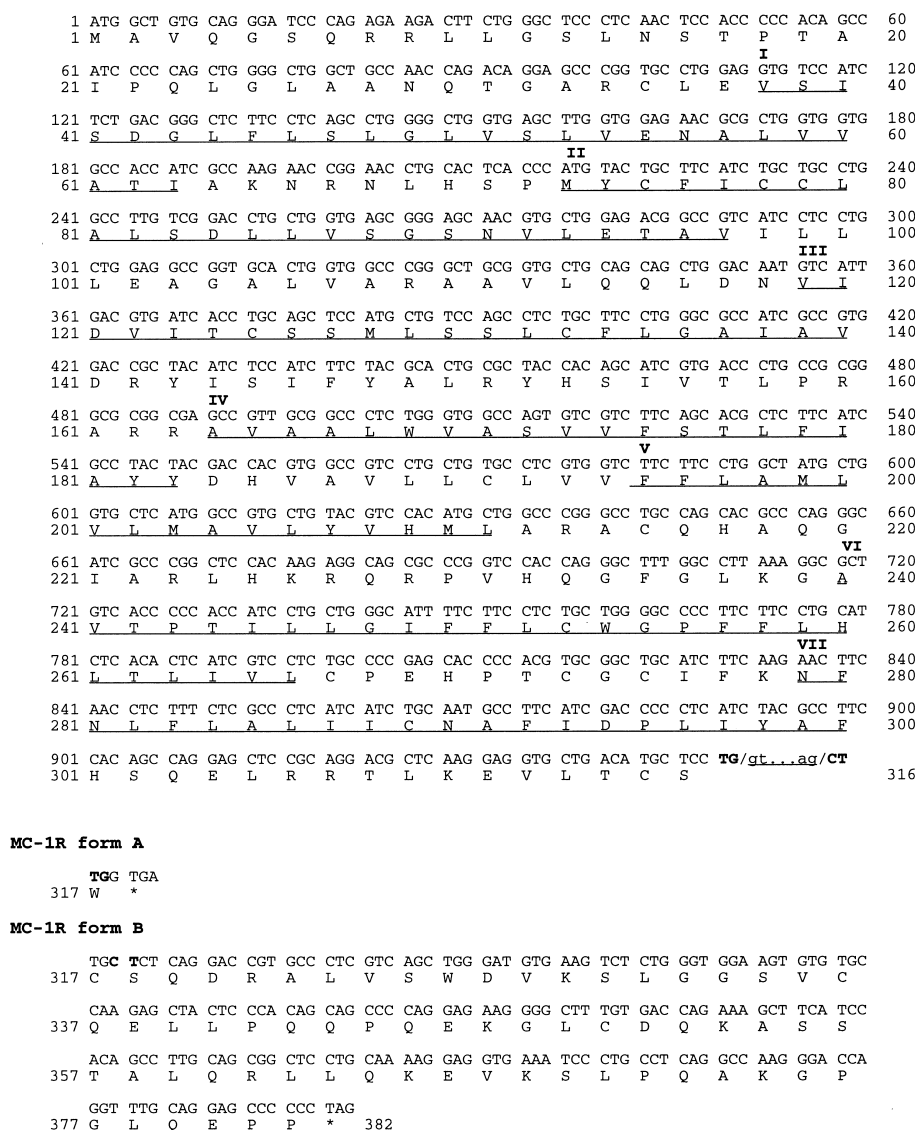 1 ATG GCT GTG CAG GGA TCC CAG AGA AGA CTT CTG GGC TCC CTC AAC TCC ACC CCC ACA GCC 60
1 M A V Q G S Q R R L L G S L N S T P T A 20
I
61 ATC CCC CAG CTG GGG CTG GCT GCC AAC CAG ACA GGA GCC CGG TGC CTG GAG GTG TCC ATC 120
21 I P Q L G L A A N Q T G A R C L E V S I 40
121 TCT GAC GGG CTC TTC CTC AGC CTG GGG CTG GTG AGC TTG GTG GAG AAC GCG CTG GTG GTG 180
41 S D G L F L S L G L V S L V E N A L V V 60
II
181 GCC ACC ATC GCC AAG AAC CGG AAC CTG CAC TCA CCC ATG TAC TGC TTC ATC TGC TGC CTG 240
61 A T I A K N R N L H S P M Y C F I C C L 80
241 GCC TTG TCG GAC CTG CTG GTG AGC GGG AGC AAC GTG CTG GAG ACG GCC GTC ATC CTC CTG 300
81 A L S D L L V S G S N V L E T A V I L L 100
III
301 CTG GAG GCC GGT GCA CTG GTG GCC CGG GCT GCG GTG CTG CAG CAG CTG GAC AAT GTC ATT 360
101 L E A G A L V A R A A V L Q Q L D N V I 120
361 GAC GTG ATC ACC TGC AGC TCC ATG CTG TCC AGC CTC TGC TTC CTG GGC GCC ATC GCC GTG 420
121 D V I T C S S M L S S L C F L G A I A V 140
421 GAC CGC TAC ATC TCC ATC TTC TAC GCA CTG CGC TAC CAC AGC ATC GTG ACC CTG CCG CGG 480
141 D R Y I S I F Y A L R Y H S I V T L P R 160
IV
481 GCG CGG CGA GCC GTT GCG GCC CTC TGG GTG GCC AGT GTC GTC TTC AGC ACG CTC TTC ATC 540
161 A R R A V A A L W V A S V V F S T L F I 180
V
541 GCC TAC TAC GAC CAC GTG GCC GTC CTG CTG TGC CTC GTG GTC TTC TTC CTG GCT ATG CTG 600
181 A Y Y D H V A V L L C L V V F F L A M L 200
601 GTG CTC ATG GCC GTG CTG TAC GTC CAC ATG CTG GCC CGG GCC TGC CAG CAC GCC CAG GGC 660
201 V L M A V L Y V H M L A R A C Q H A Q G 220
VI
661 ATC GCC CGG CTC CAC AAG AGG CAG CGC CCG GTC CAC CAG GGC TTT GGC CTT AAA GGC GCT 720
221 I A R L H K R Q R P V H Q G F G L K G A 240
721 GTC ACC CCC ACC ATC CTG CTG GGC ATT TTC TTC CTC TGC TGG GGC CCC TTC TTC CTG CAT 780
241 V T P T I L L G I F F L C W G P F F L H 260
VII
781 CTC ACA CTC ATC GTC CTC TGC CCC GAG CAC CCC ACG TGC GGC TGC ATC TTC AAG AAC TTC 840
261 L T L I V L C P E H P T C G C I F K N F 280
841 AAC CTC TTT CTC GCC CTC ATC ATC TGC AAT GCC TTC ATC GAC CCC CTC ATC TAC GCC TTC 900
281 N L F L A L I I C N A F I D P L I Y A F 300
901 CAC AGC CAG GAG CTC CGC AGG ACG CTC AAG GAG GTG CTG ACA TGC TCC TG/gt...ag/CT
301 H S Q E L R R T L K E V L T C S 316
MC-1R form A
TGG TGA
317 W *
MC-1R form B
TGC TCT CAG GAC CGT GCC CTC GTC AGC TGG GAT GTG AAG TCT CTG GGT GGA AGT GTG TGC
317 C S Q D R A L V S W D V K S L G G S V C
CAA GAG CTA CTC CCA CAG CAG CCC CAG GAG AAG GGG CTT TGT GAC CAG AAA GCT TCA TCC
337 Q E L L P Q Q P Q E K G L C D Q K A S S
ACA GCC TTG CAG CGG CTC CTG CAA AAG GAG GTG AAA TCC CTG CCT CAG GCC AAG GGA CCA
357 T A L Q R L L Q K E V K S L P Q A K G P
GGT TTG CAG GAG CCC CCC TAG
377 G L Q E P P * 382